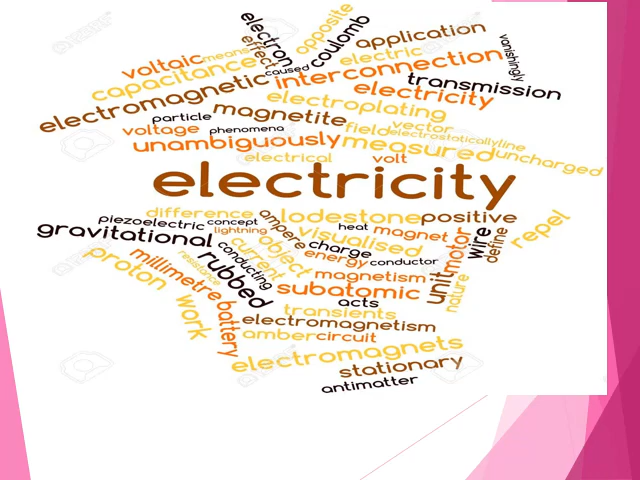 electron
opposite
coulomb
effect
application
vanishingly
voltaic
means
electric
capacitance
caused
interconnection
electromagnetic
transmission
electricity
electroplating
particle
magnetite
voltage
phenomena
field
vector
electrostatically
line
unambiguously
measured
uncharged
electrical
volt
electricity
difference
lodestone
positive
piezoelectric
concept
ampere
heat
magnet
repel
gravitational
lightning
visualised
motor
wire
define
charge
object
current
conducting
energy
conductor
proton
millimetre
resistance
rubbed
magnetism
unit
nature
subatomic
work
battery
acts
transients
electromagnetism
amber
circuit
electromagnets
stationary
antimatter